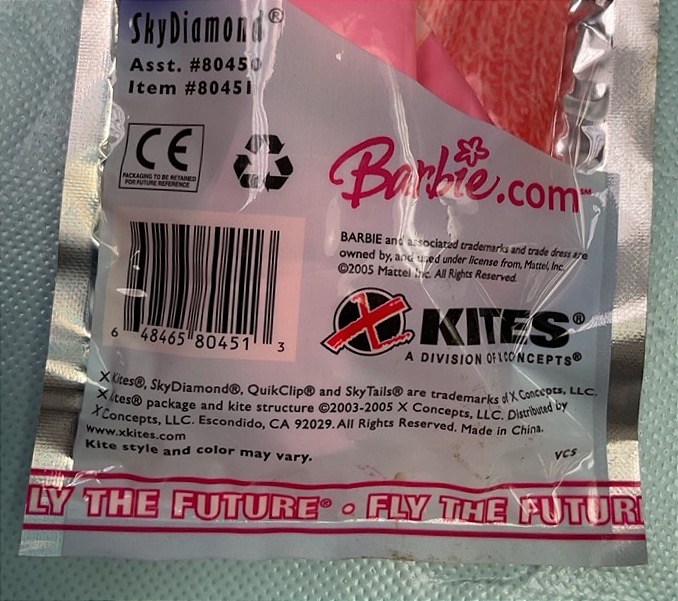 SkyDiamond®
Asst. #80450
Item #80451
CE
PACKAGING TO BE RETAINED
FOR FUTURE REFERENCE
Barbie.com℠
BARBIE and associated trademarks and trade dress are
owned by, and used under license from, Mattel, Inc.
©2005 Mattel Inc. All Rights Reserved.
6 48465 80451 3
X KITES®
A DIVISION OF X CONCEPTS®
X Kites®, SkyDiamond®, QuikClip® and SkyTails® are trademarks of X Concepts, LLC.
X Kites® package and kite structure ©2003-2005 X Concepts, LLC. Distributed by
X Concepts, LLC. Escondido, CA 92029. All Rights Reserved. Made in China.
www.xkites.com
Kite style and color may vary.
VCS
LY THE FUTURE® • FLY THE FUTUR